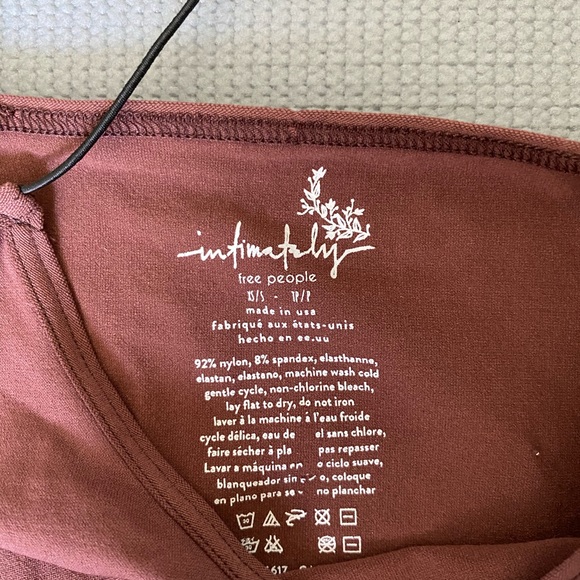 intimately
free people
XS/S - TP/P
made in usa
fabriqué aux états-unis
hecho en ee.uu
92% nylon, 8% spandex, elasthanne,
elastan, elastano, machine wash cold
gentle cycle, non-chlorine bleach,
lay flat to dry, do not iron
laver a la machine à l'eau froide
cycle délica, eau de el sans chlore,
faire sécher à pla pas repasser
Lavar a máquina en o ciclo suave,
blanqueador sin o, coloque
en plano para se no planchar
30
617